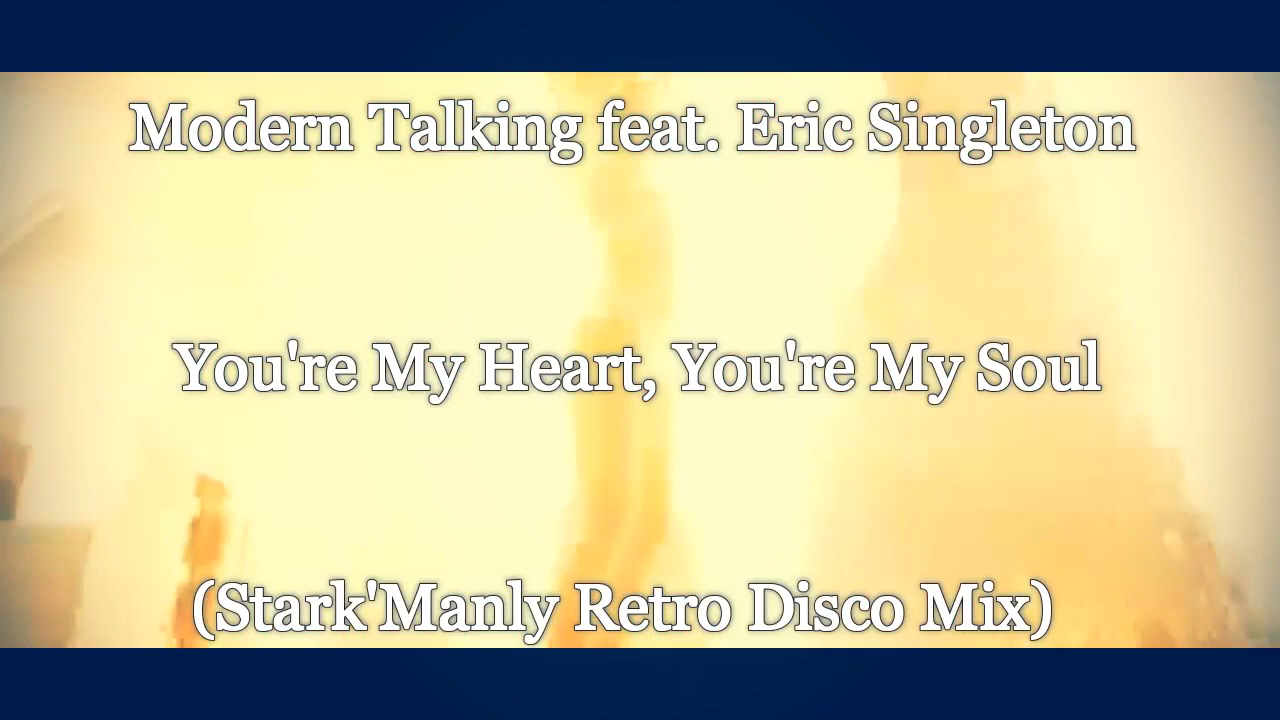 Modern Talking feat. Eric Singleton
You're My Heart, You're My Soul
(Stark'Manly Retro Disco Mix)